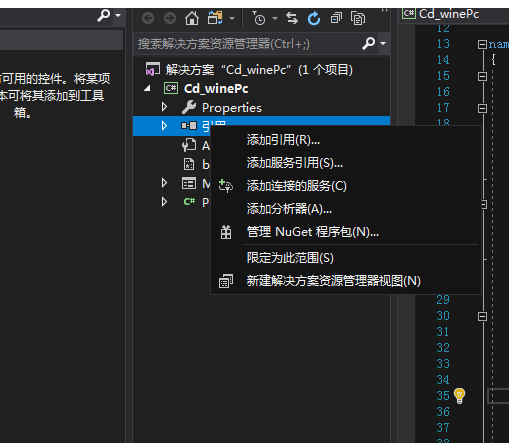 Cd_winePc
搜索解决方案资源管理器(Ctrl+;)
可用的控件。将某项
本可将其添加到工具
箱。
解决方案"Cd_winePc"(1 个项目)
Cd_winePc
Properties
引用
添加引用(R)...
添加服务引用(S)...
添加连接的服务(C)
添加分析器(A)...
管理 NuGet 程序包(N)...
限定为此范围(S)
新建解决方案资源管理器视图(N)
A
b
M
P
12
13
nam
14
{
15
16
17
18
29
30
31
32
33
34
35
36
37